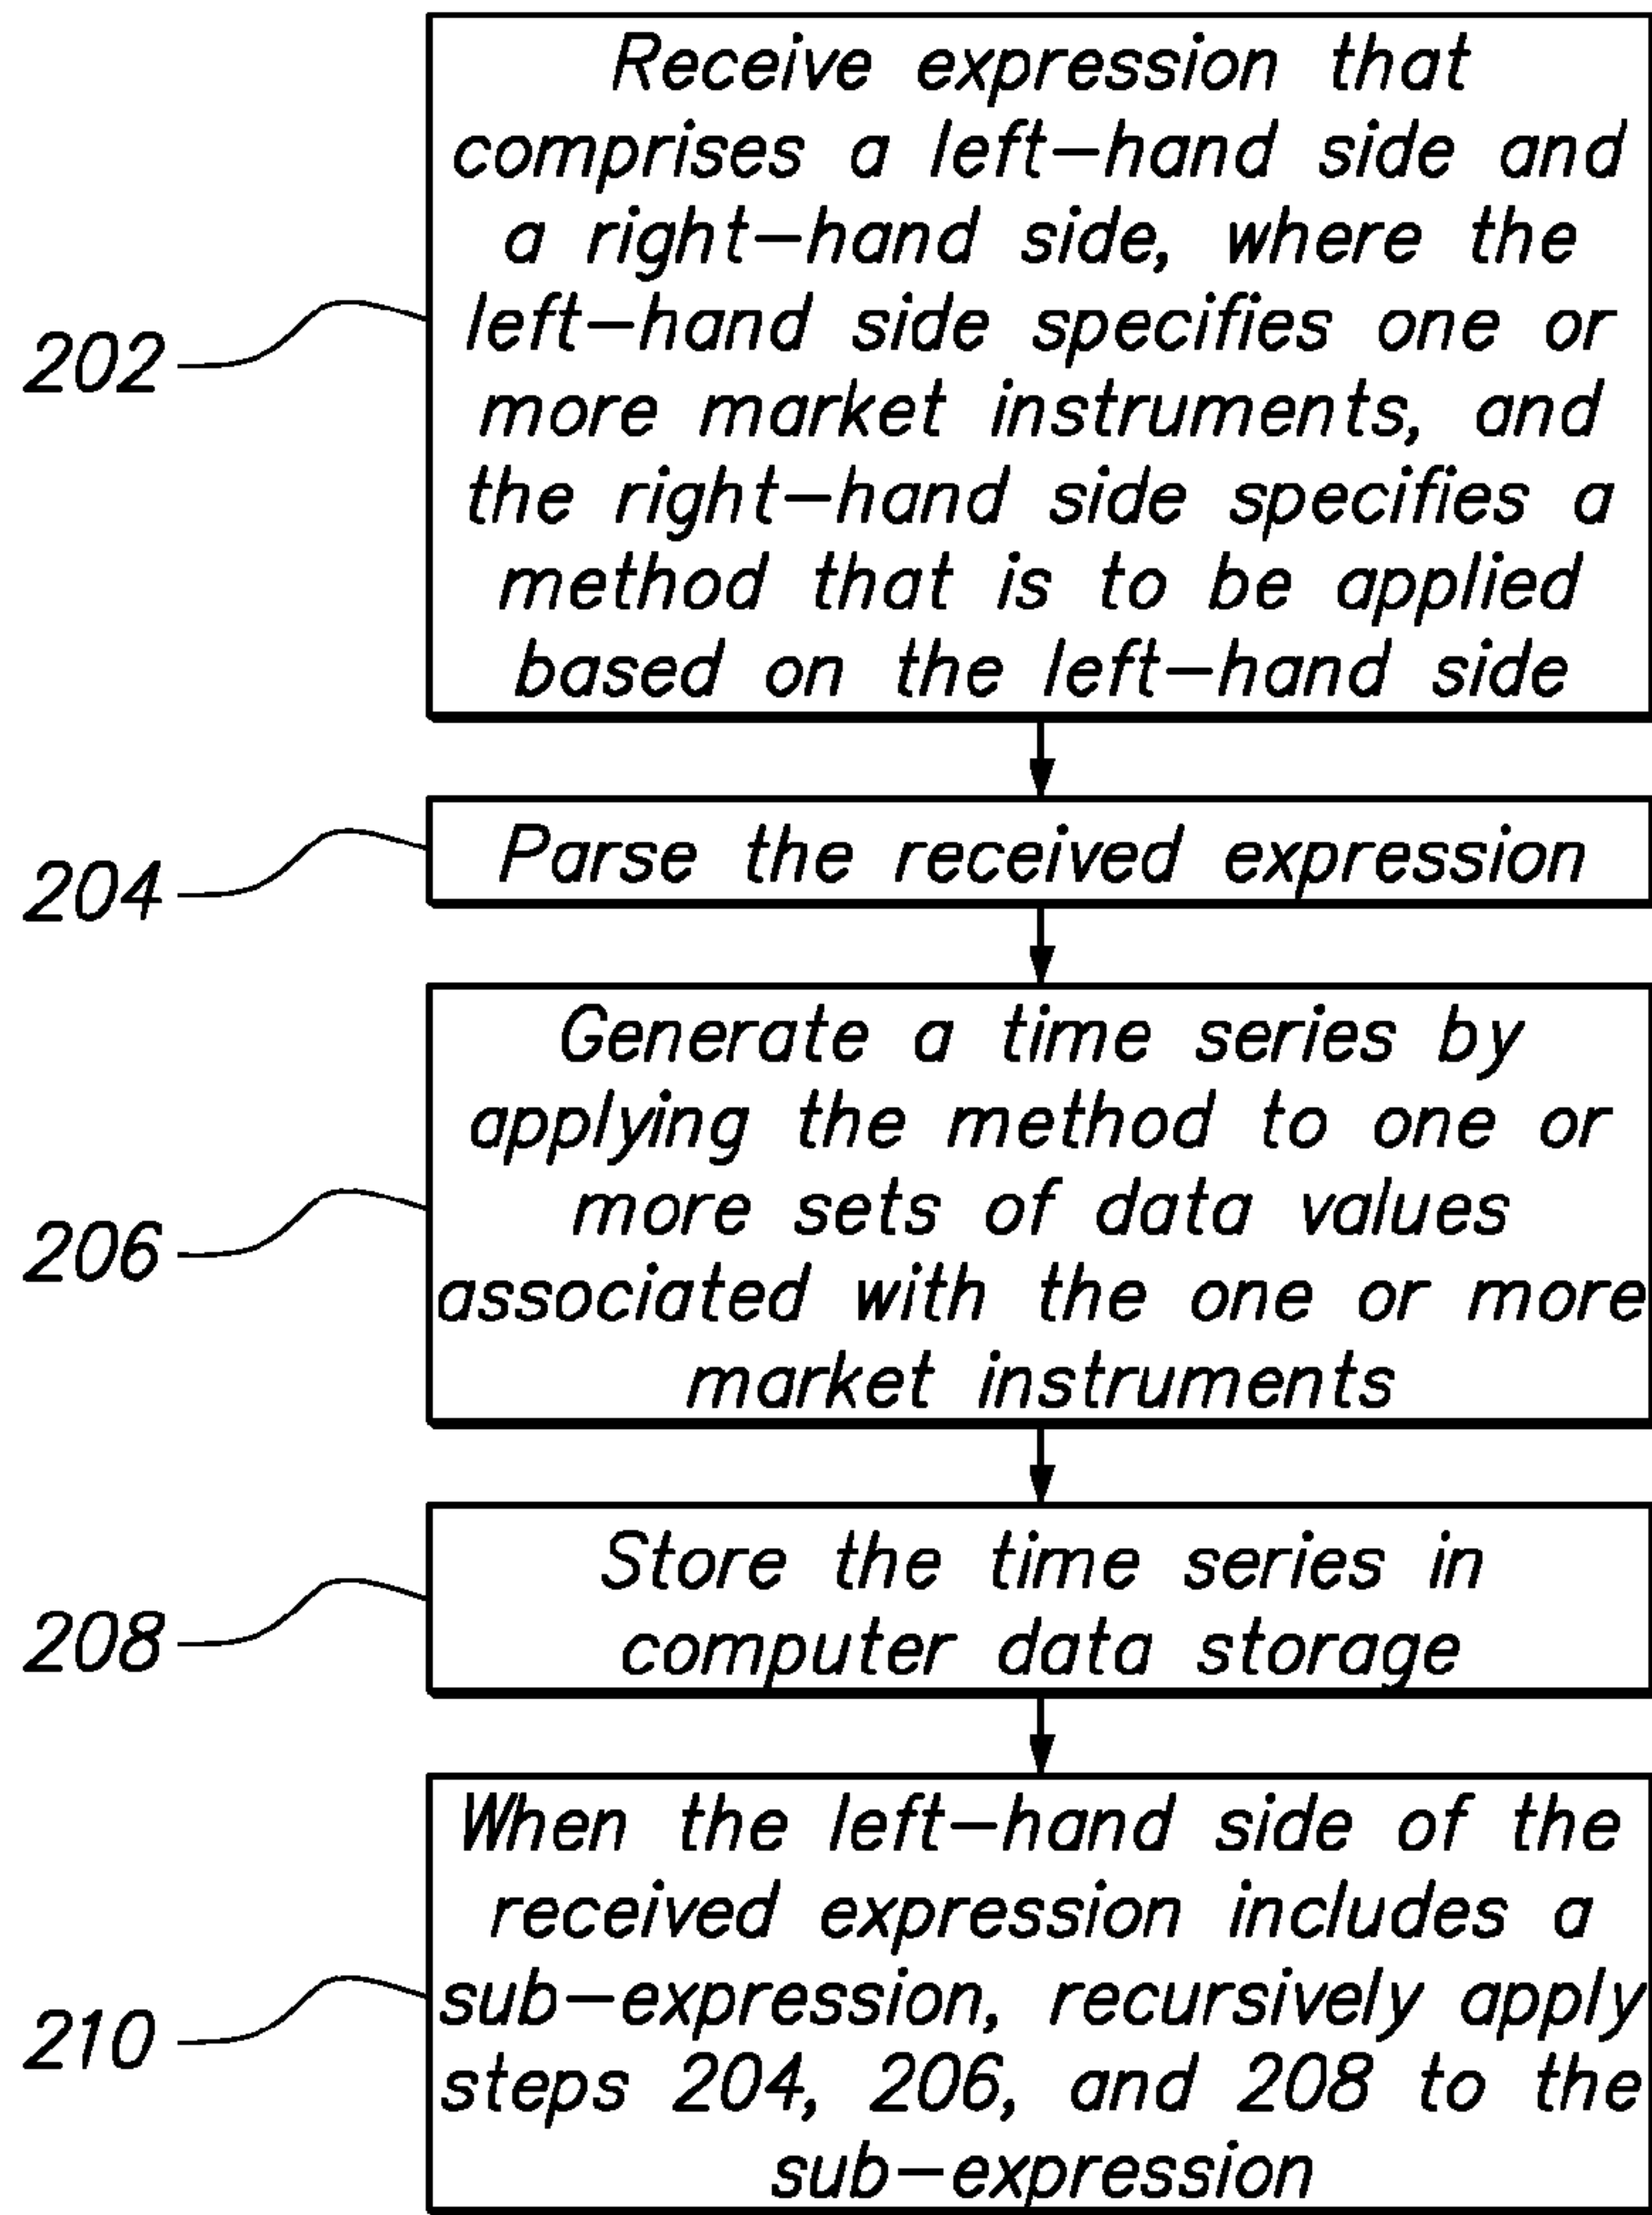 Receive expression that
comprises a left-hand side and
a right-hand side, where the
left-hand side specifies one or
more market instruments, and
the right-hand side specifies a
method that is to be applied
based on the left-hand side
202
Parse the received expression
204
Generate a time series by
applying the method to one or
more sets of data values
associated with the one or more
market instruments
206
Store the time series in
computer data storage
208
When the left-hand side of the
received expression includes a
sub-expression, recursively apply
steps 204, 206, and 208 to the
sub-expression
210